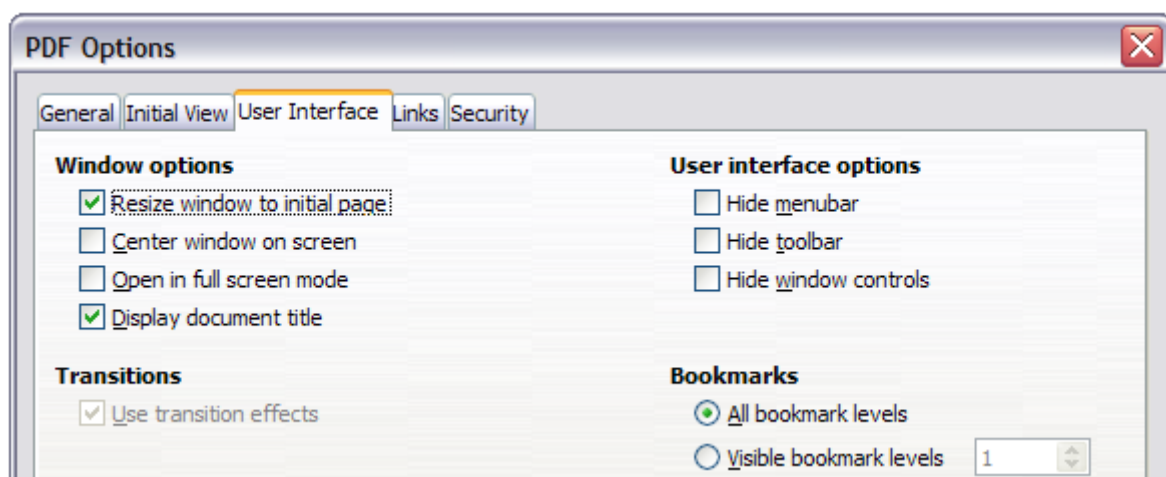 PDF Options
General Initial View User Interface Links Security
Window options
Resize window to initial page
Center window on screen
Open in full screen mode
Display document title
User interface options
Hide menubar
Hide toolbar
Hide window controls
Transitions
Use transition effects
Bookmarks
All bookmark levels
Visible bookmark levels 1